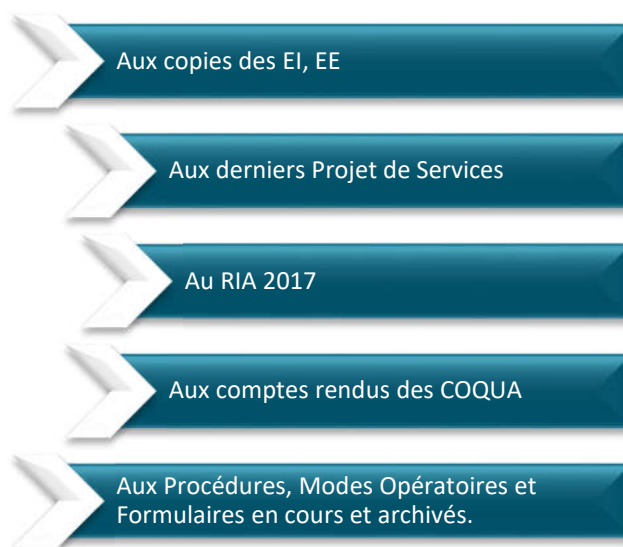 Aux copies des EI, EE
Aux derniers Projet de Services
Au RIA 2017
Aux comptes rendus des COQUA
Aux Procédures, Modes Opératoires et
Formulaires en cours et archivés.